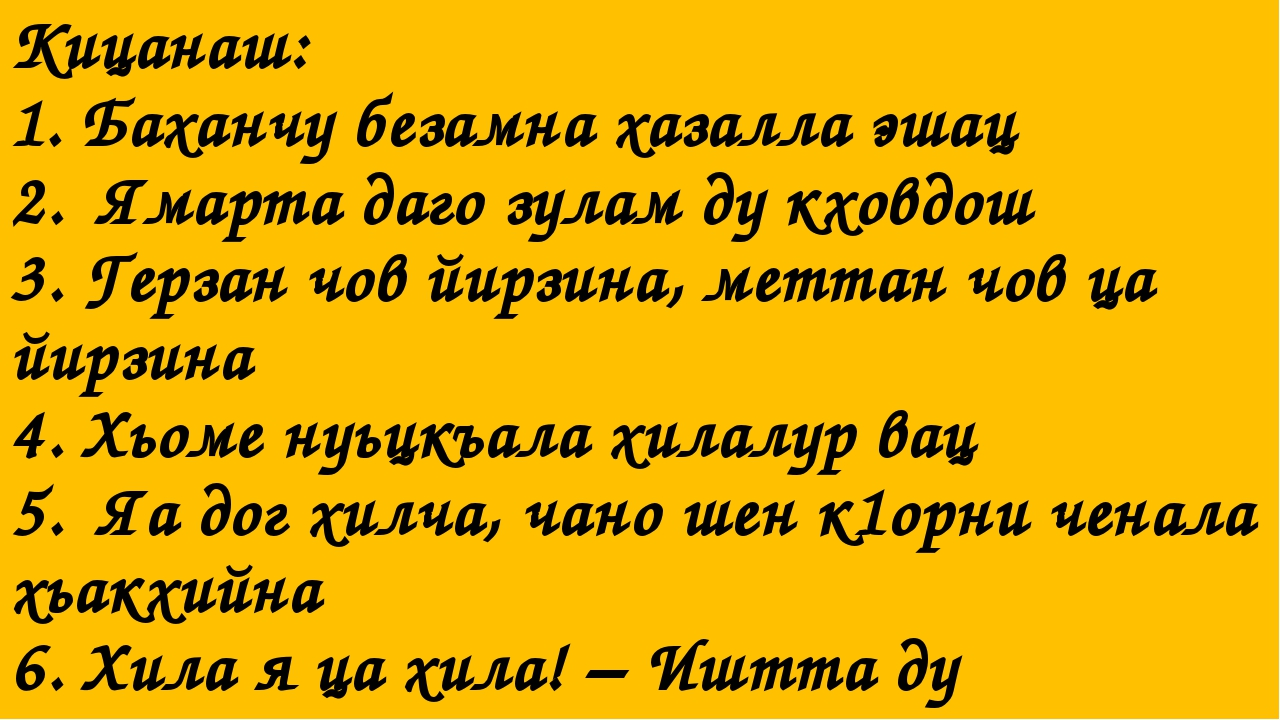 Кицанаш:
1. Баханчу безамна хазалла эшац
2. Ямарта даго зулам ду кховдош
3. Герзан чов йирзина, меттан чов ца
йирзина
4. Хьоме нуьцкъала хилалур вац
5. Яа дог хилча, чано шен к1орни ченала
хьакхийна
6. Хила я ца хила! – Иштта ду